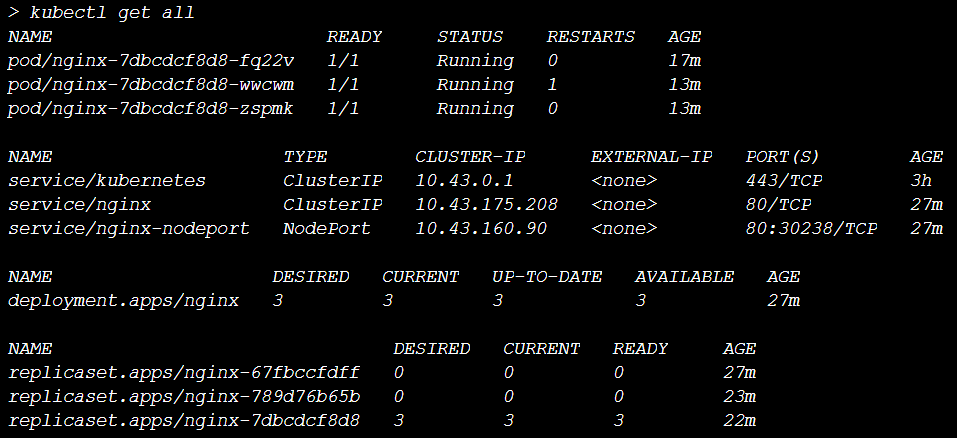 > kubectl get all
NAME READY STATUS RESTARTS AGE
pod/nginx-7dbcdcf8d8-fq22v 1/1 Running 0 17m
pod/nginx-7dbcdcf8d8-wwcwm 1/1 Running 1 13m
pod/nginx-7dbcdcf8d8-zspmk 1/1 Running 0 13m
NAME TYPE CLUSTER-IP EXTERNAL-IP PORT(S) AGE
service/kubernetes ClusterIP 10.43.0.1 <none> 443/TCP 3h
service/nginx ClusterIP 10.43.175.208 <none> 80/TCP 27m
service/nginx-nodeport NodePort 10.43.160.90 <none> 80:30238/TCP 27m
NAME DESIRED CURRENT UP-TO-DATE AVAILABLE AGE
deployment.apps/nginx 3 3 3 3 27m
NAME DESIRED CURRENT READY AGE
replicaset.apps/nginx-67fbccfdff 0 0 0 27m
replicaset.apps/nginx-789d76b65b 0 0 0 23m
replicaset.apps/nginx-7dbcdcf8d8 3 3 3 22m